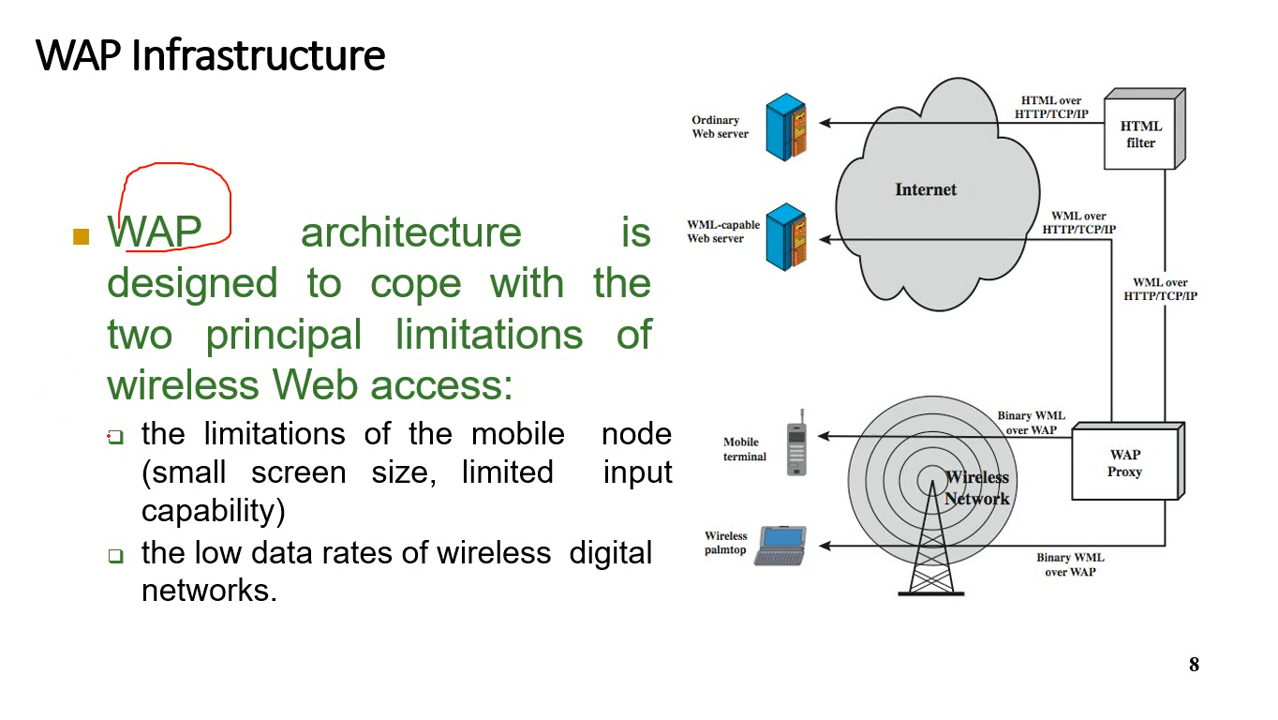 WAP Infrastructure
WAP architecture is
designed to cope with the
two principal limitations of
wireless Web access:
the limitations of the mobile node
(small screen size, limited input
capability)
the low data rates of wireless digital
networks.
Ordinary
Web server
HTML over
HTTP/TCP/IP
HTML
filter
Internet
WML-capable
Web server
WML over
HTTP/TCP/IP
WML over
HTTP/TCP/IP
Mobile
terminal
Binary WML
over WAP
WAP
Proxy
Wireless
Network
Wireless
palmtop
Binary WML
over WAP
8